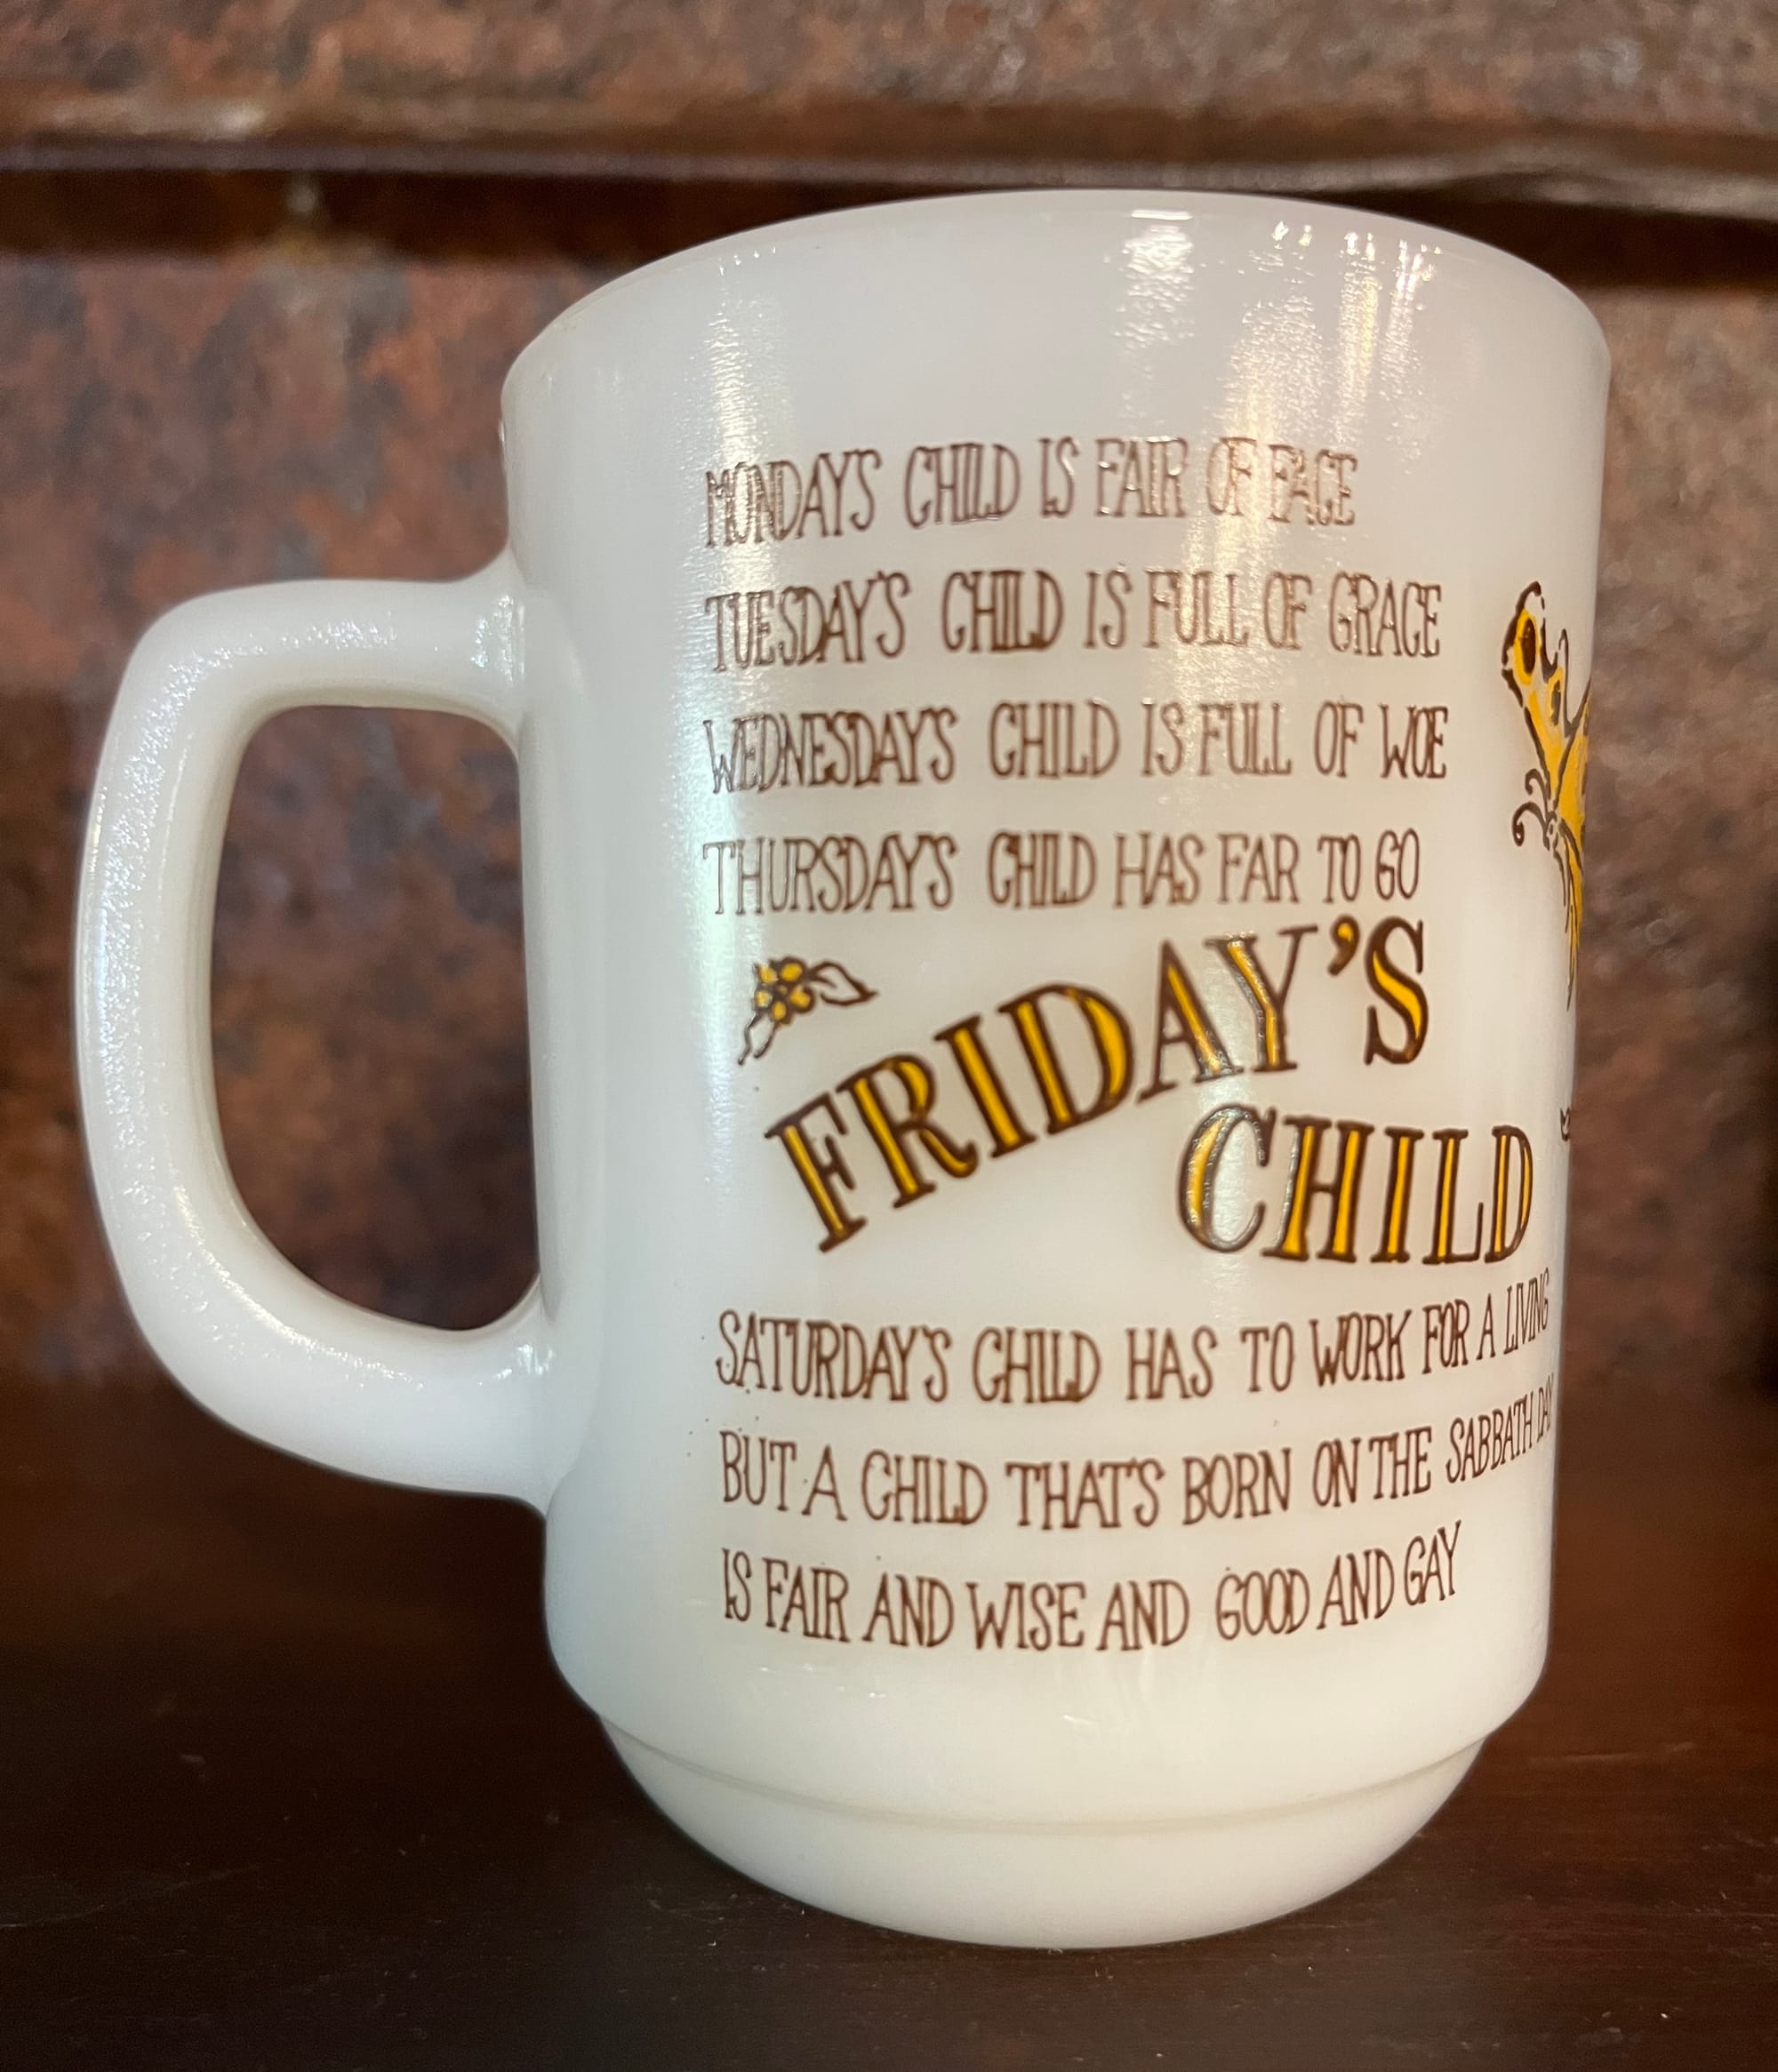 MONDAY'S CHILD IS FAIR OF FACE
TUESDAY'S CHILD IS FULL OF GRACE
WEDNESDAY'S CHILD IS FULL OF WOE
THURSDAY'S CHILD HAS FAR TO GO
FRIDAY'S
CHILD
SATURDAY'S CHILD HAS TO WORK FOR A LIVING
BUT A CHILD THAT'S BORN ON THE SABBATH DAY
IS FAIR AND WISE AND GOOD AND GAY